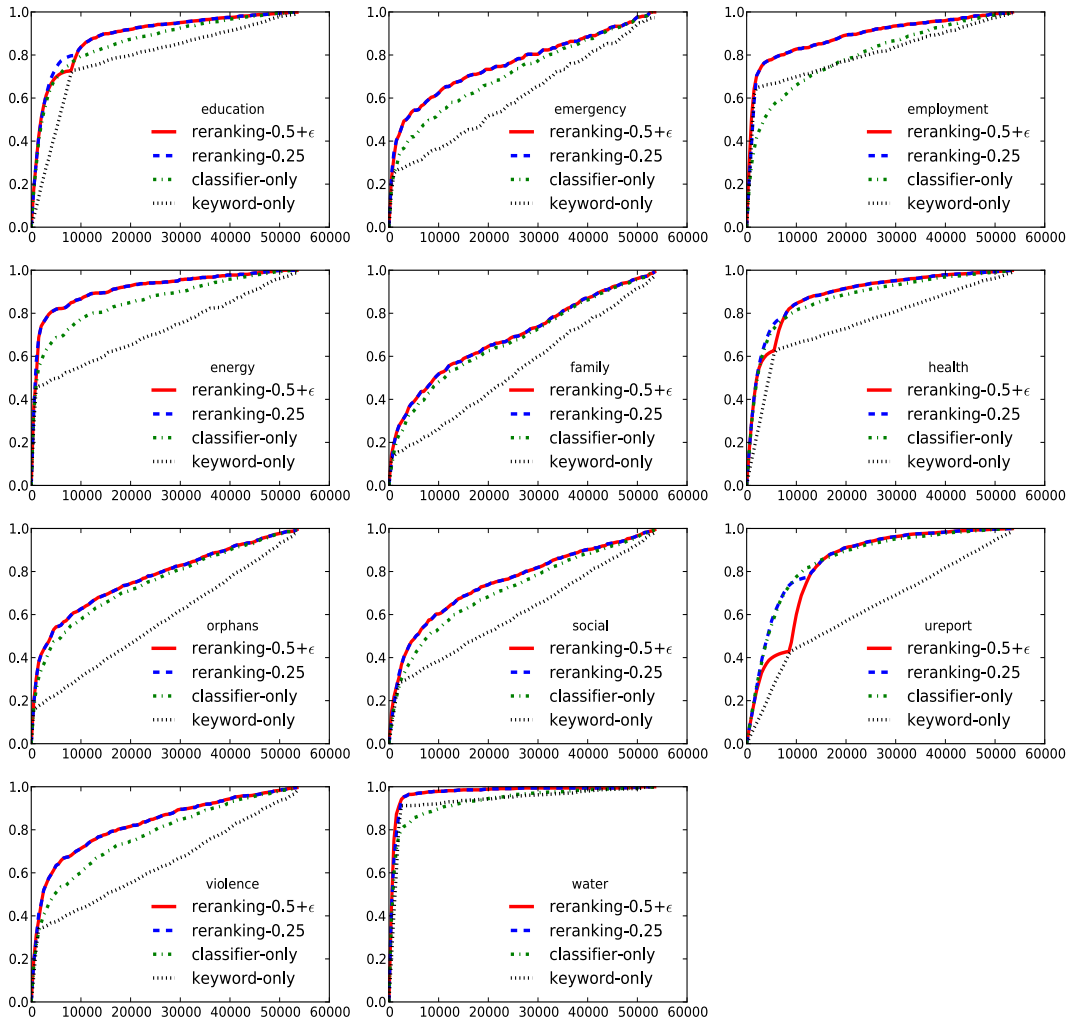 1.0
0.8
0.6
0.4
0.2
0.0
education
reranking-0.5+ϵ
reranking-0.25
classifier-only
keyword-only
0 10000 20000 30000 40000 50000 60000
1.0
0.8
0.6
0.4
0.2
0.0
emergency
reranking-0.5+ϵ
reranking-0.25
classifier-only
keyword-only
0 10000 20000 30000 40000 50000 60000
1.0
0.8
0.6
0.4
0.2
0.0
employment
reranking-0.5+ϵ
reranking-0.25
classifier-only
keyword-only
0 10000 20000 30000 40000 50000 60000
1.0
0.8
0.6
0.4
0.2
0.0
energy
reranking-0.5+ϵ
reranking-0.25
classifier-only
keyword-only
0 10000 20000 30000 40000 50000 60000
1.0
0.8
0.6
0.4
0.2
0.0
family
reranking-0.5+ϵ
reranking-0.25
classifier-only
keyword-only
0 10000 20000 30000 40000 50000 60000
1.0
0.8
0.6
0.4
0.2
0.0
health
reranking-0.5+ϵ
reranking-0.25
classifier-only
keyword-only
0 10000 20000 30000 40000 50000 60000
1.0
0.8
0.6
0.4
0.2
0.0
orphans
reranking-0.5+ϵ
reranking-0.25
classifier-only
keyword-only
0 10000 20000 30000 40000 50000 60000
1.0
0.8
0.6
0.4
0.2
0.0
social
reranking-0.5+ϵ
reranking-0.25
classifier-only
keyword-only
0 10000 20000 30000 40000 50000 60000
1.0
0.8
0.6
0.4
0.2
0.0
ureport
reranking-0.5+ϵ
reranking-0.25
classifier-only
keyword-only
0 10000 20000 30000 40000 50000 60000
1.0
0.8
0.6
0.4
0.2
0.0
violence
reranking-0.5+ϵ
reranking-0.25
classifier-only
keyword-only
0 10000 20000 30000 40000 50000 60000
1.0
0.8
0.6
0.4
0.2
0.0
water
reranking-0.5+ϵ
reranking-0.25
classifier-only
keyword-only
0 10000 20000 30000 40000 50000 60000